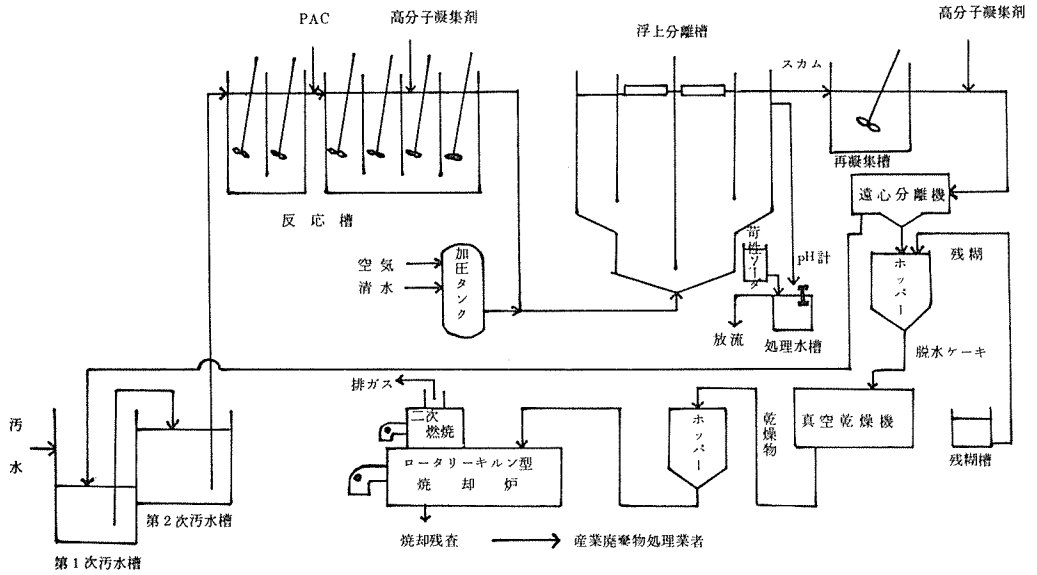 PAC
高分子凝集剤
浮上分離槽
高分子凝集剤
スカム
再凝集槽
反応槽
遠心分離機
空気
清水
加圧タンク
苛性ソーダ
pH計
残糊
ホッパー
放流
処理水槽
脱水ケーキ
排ガス
二次
燃焼
ホッパー
乾燥物
真空乾燥機
残糊槽
汚水
ロータリーキルン型
焼却炉
第2次汚水槽
焼却残査
産業廃棄物処理業者
第1次汚水槽